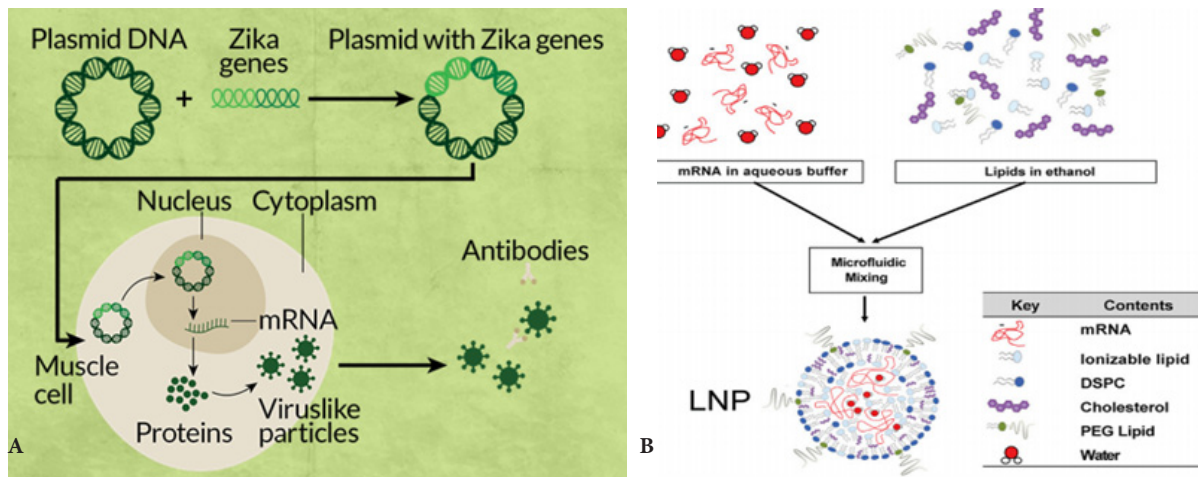 Plasmid DNA
Zika
genes
Plasmid with Zika genes
+
Nucleus
Cytoplasm
Antibodies
mRNA
Muscle
cell
Proteins
Viruslike
particles
A
mRNA in aqueous buffer
Lipids in ethanol
Microfluidic
Mixing
LNP
Key Contents
mRNA
Ionizable lipid
DSPC
Cholesterol
PEG Lipid
Water
B